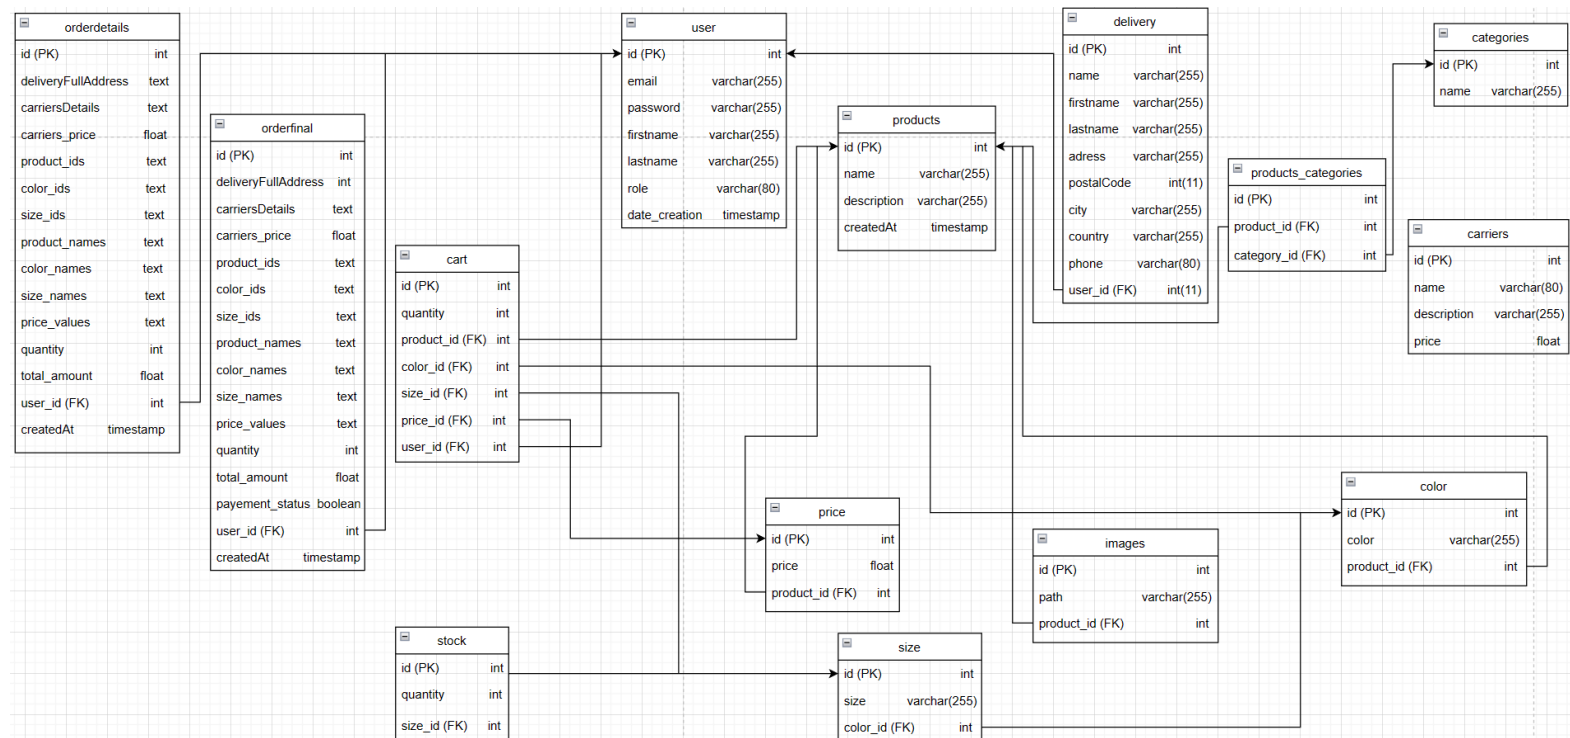 orderdetails
id (PK) int
deliveryFullAddress text
carriersDetails text
carriers_price float
product_ids text
color_ids text
size_ids text
product_names text
color_names text
size_names text
price_values text
quantity int
total_amount float
user_id (FK) int
createdAt timestamp
orderfinal
id (PK) int
deliveryFullAddress int
carriersDetails text
carriers_price float
product_ids text
color_ids text
size_ids text
product_names text
color_names text
size_names text
price_values text
quantity int
total_amount float
payement_status boolean
user_id (FK) int
createdAt timestamp
cart
id (PK) int
quantity int
product_id (FK) int
color_id (FK) int
size_id (FK) int
price_id (FK) int
user_id (FK) int
stock
id (PK) int
quantity int
size_id (FK) int
user
id (PK) int
email varchar(255)
password varchar(255)
firstname varchar(255)
lastname varchar(255)
role varchar(80)
date_creation timestamp
products
id (PK) int
name varchar(255)
description varchar(255)
createdAt timestamp
price
id (PK) int
price float
product_id (FK) int
size
id (PK) int
size varchar(255)
color_id (FK) int
delivery
id (PK) int
name varchar(255)
firstname varchar(255)
lastname varchar(255)
adress varchar(255)
postalCode int(11)
city varchar(255)
country varchar(255)
phone varchar(80)
user_id (FK) int(11)
images
id (PK) int
path varchar(255)
product_id (FK) int
products_categories
id (PK) int
product_id (FK) int
category_id (FK) int
categories
id (PK) int
name varchar(255)
carriers
id (PK) int
name varchar(80)
description varchar(255)
price float
color
id (PK) int
color varchar(255)
product_id (FK) int